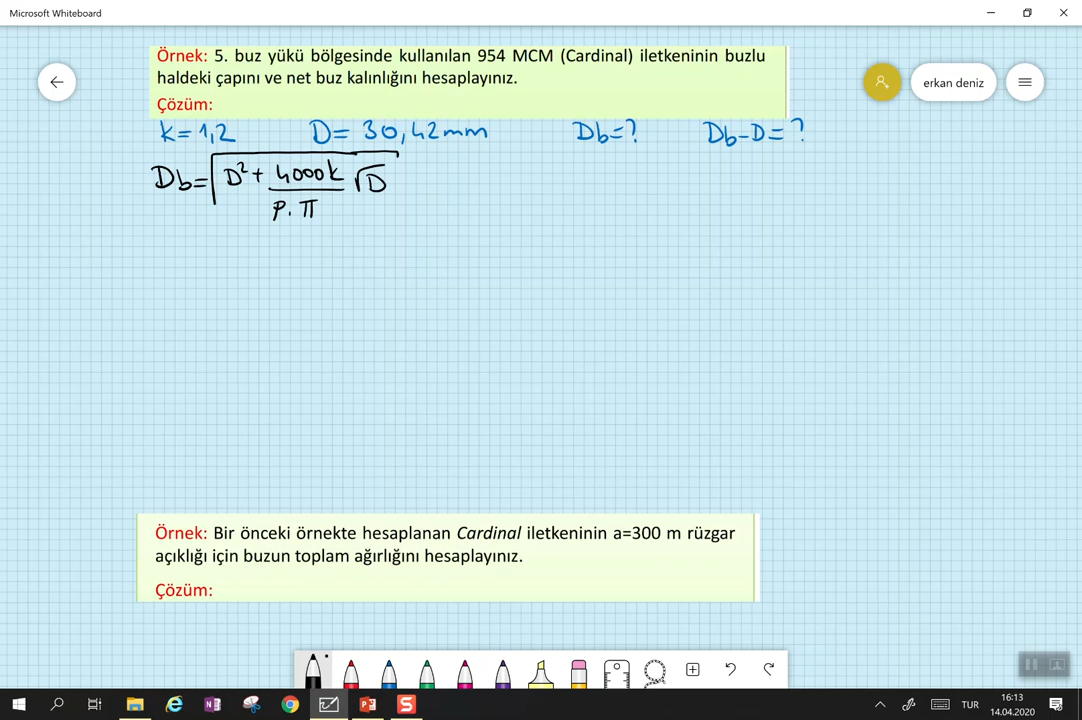 Microsoft Whiteboard
Örnek: 5. buz yükü bölgesinde kullanılan 954 MCM (Cardinal) iletkeninin buzlu
haldeki çapını ve net buz kalınlığını hesaplayınız.
Çözüm:
erkan deniz
k = 1,2 D = 30,42mm Db = ? Db-D = ?
Db = √(D² + 4000k/(ρ.π) √D)
Örnek: Bir önceki örnekte hesaplanan Cardinal iletkeninin a=300 m rüzgar
açıklığı için buzun toplam ağırlığını hesaplayınız.
Çözüm:
TUR
16:13
14.04.2020